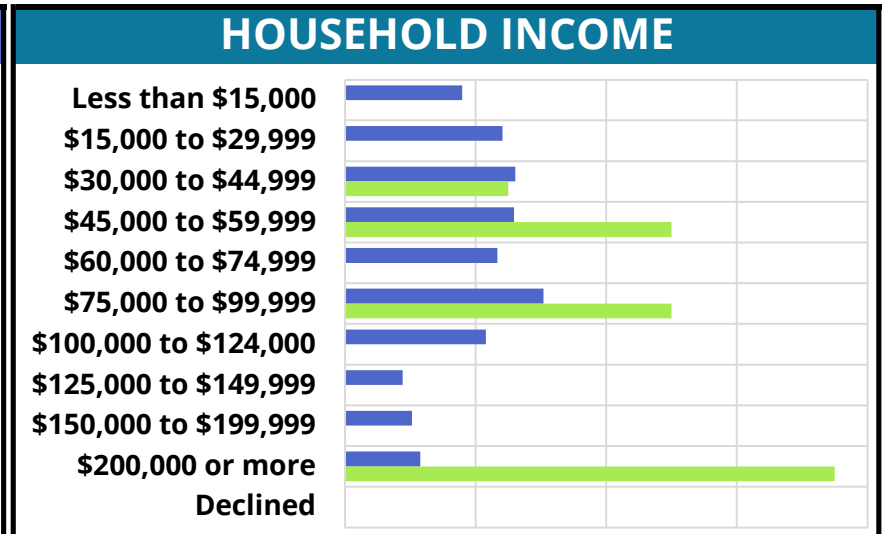 HOUSEHOLD INCOME
Less than $15,000
$15,000 to $29,999
$30,000 to $44,999
$45,000 to $59,999
$60,000 to $74,999
$75,000 to $99,999
$100,000 to $124,000
$125,000 to $149,999
$150,000 to $199,999
$200,000 or more
Declined